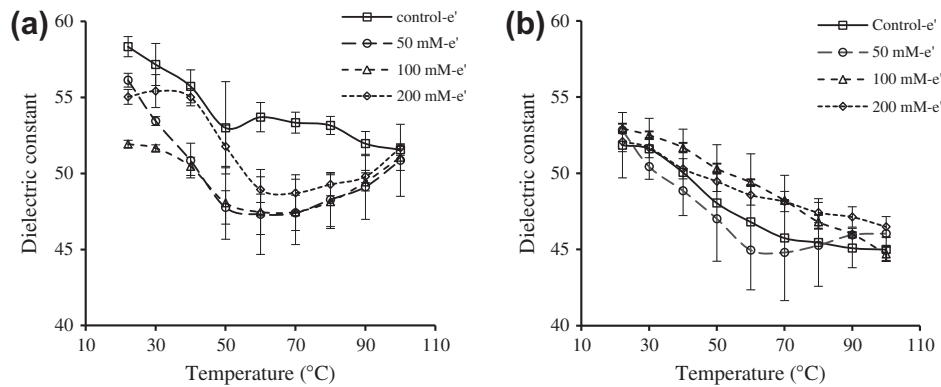 (a)
control-e'
50 mM-e'
100 mM-e'
200 mM-e'
60
55
50
45
40
Dielectric constant
10 30 50 70 90 110
Temperature (°C)
(b)
Control-e'
50 mM-e'
100 mM-e'
200 mM-e'
60
55
50
45
40
Dielectric constant
10 30 50 70 90 110
Temperature (°C)